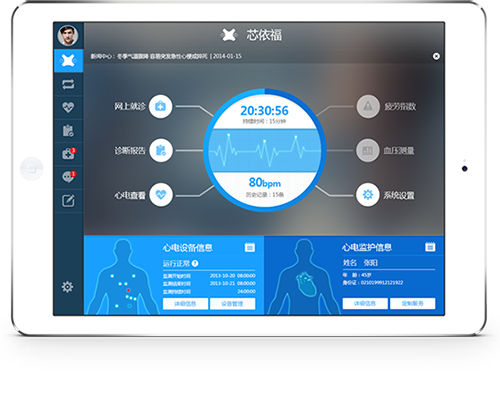 芯依福
新闻中心：冬季气温骤降 容易突发急性心梗或猝死 | 2014-01-15
网上就诊
诊断报告
心电查看
20:30:56
持续时间：15分钟
80bpm
历史记录：15条
疲劳指数
血压测量
系统设置
3
1
心电设备信息
运行正常 ?
监测开始时间 2013-10-20 08:00:00
监测结束时间 2013-10-21 08:00:00
监测持续时间 24:00:00
详细信息
设备管理
心电监护信息
姓名 张阳
年 龄：45岁
详细信息
定制服务